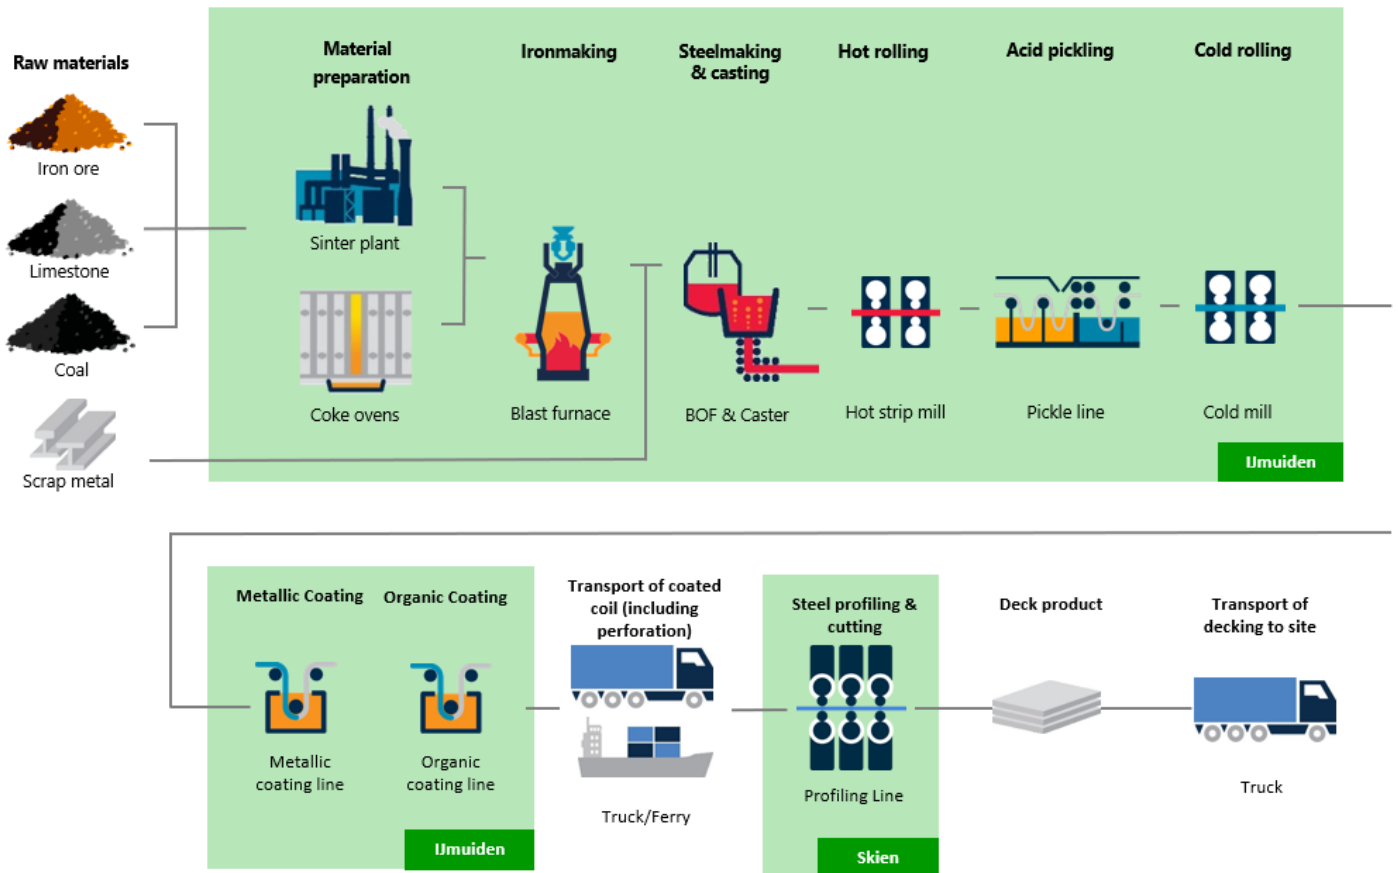 Raw materials
Iron ore
Limestone
Coal
Scrap metal
Material
preparation
Sinter plant
Coke ovens
Ironmaking
Blast furnace
Steelmaking
& casting
BOF & Caster
Hot rolling
Hot strip mill
Acid pickling
Pickle line
Cold rolling
Cold mill
IJmuiden
Metallic Coating
Metallic
coating line
Organic Coating
Organic
coating line
IJmuiden
Transport of coated
coil (including
perforation)
Truck/Ferry
Steel profiling &
cutting
Profiling Line
Skien
Deck product
Transport of
decking to site
Truck